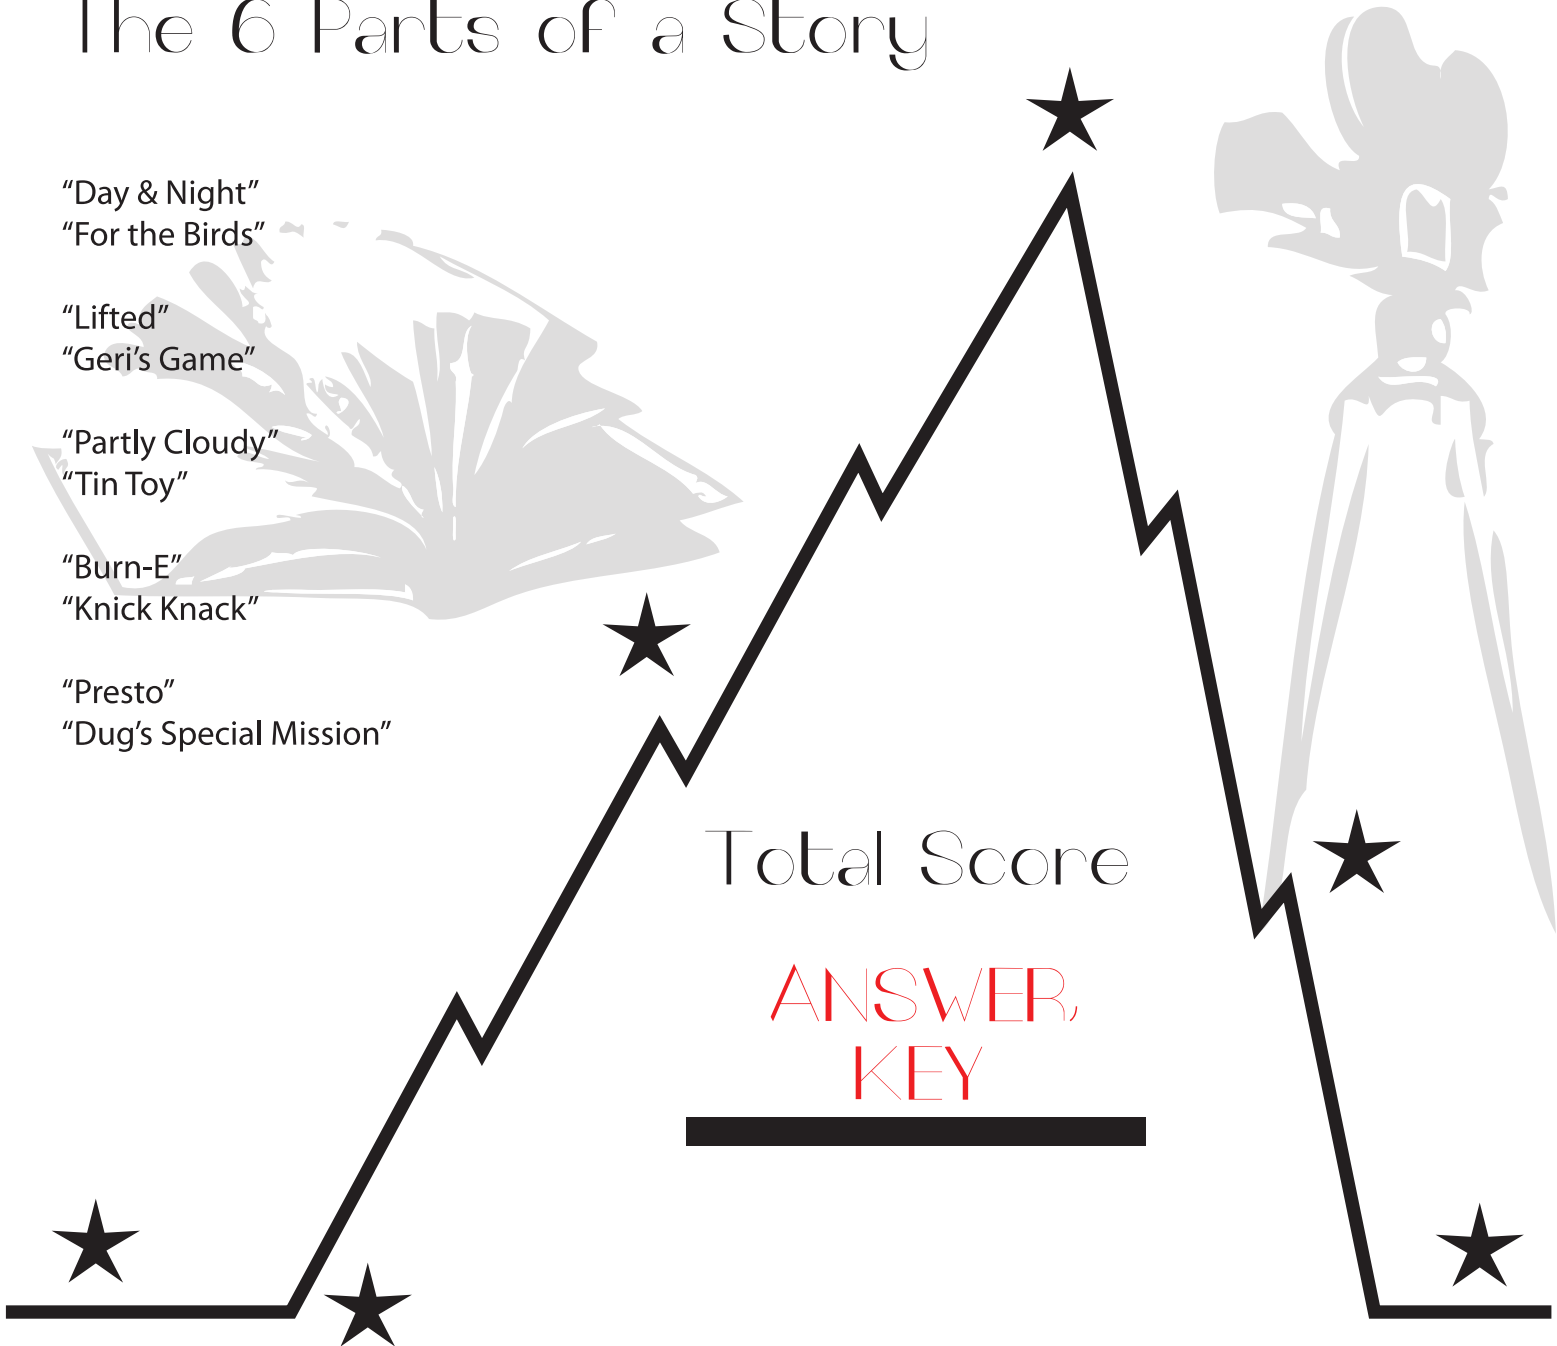 The 6 Parts of a Story
“Day & Night”
“For the Birds”
“Lifted”
“Geri’s Game”
“Partly Cloudy”
“Tin Toy”
“Burn-E”
“Knick Knack”
“Presto”
“Dug’s Special Mission”
Total Score
ANSWER
KEY